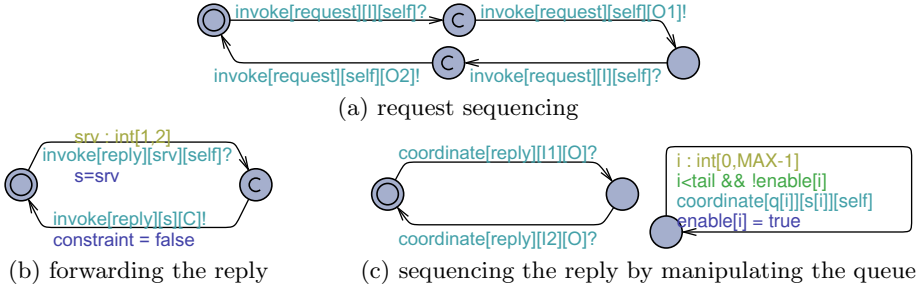 invoke[request][I][self]?
invoke[request][self][O1]!
C
C
invoke[request][self][O2]!
invoke[request][I][self]?
(a) request sequencing
srv : int[1,2]
invoke[reply][srv][self]?
s=srv
C
invoke[reply][s][C]!
constraint = false
(b) forwarding the reply
coordinate[reply][I1][O]?
coordinate[reply][I2][O]?
i : int[0,MAX-1]
i<tail && !enable[i]
coordinate[q[i]][s[i]][self]
enable[i] = true
(c) sequencing the reply by manipulating the queue